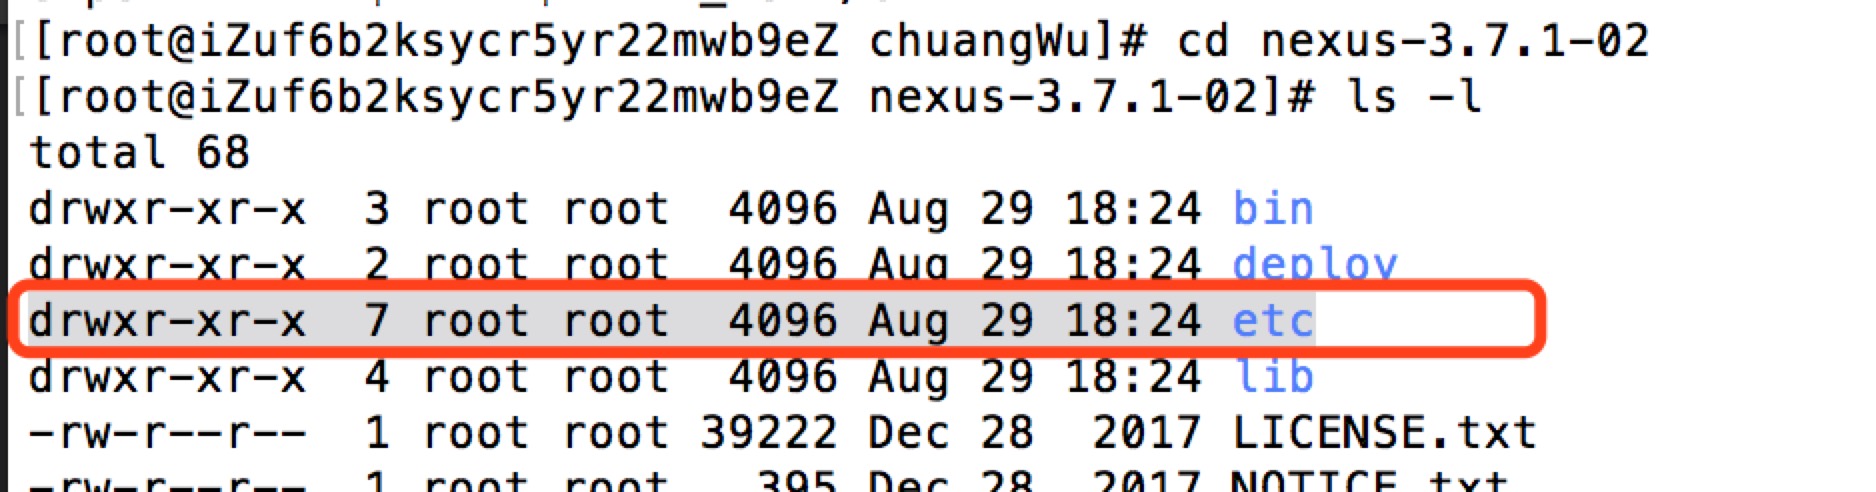 [[root@iZuf6b2ksycr5yr22mwb9eZ chuangWu]# cd nexus-3.7.1-02
[[root@iZuf6b2ksycr5yr22mwb9eZ nexus-3.7.1-02]# ls -l
total 68
drwxr-xr-x 3 root root 4096 Aug 29 18:24 bin
drwxr-xr-x 2 root root 4096 Aug 29 18:24 deploy
drwxr-xr-x 7 root root 4096 Aug 29 18:24 etc
drwxr-xr-x 4 root root 4096 Aug 29 18:24 lib
-rw-r--r-- 1 root root 39222 Dec 28 2017 LICENSE.txt
-rw-r--r-- 1 root root 395 Dec 28 2017 NOTICE.txt